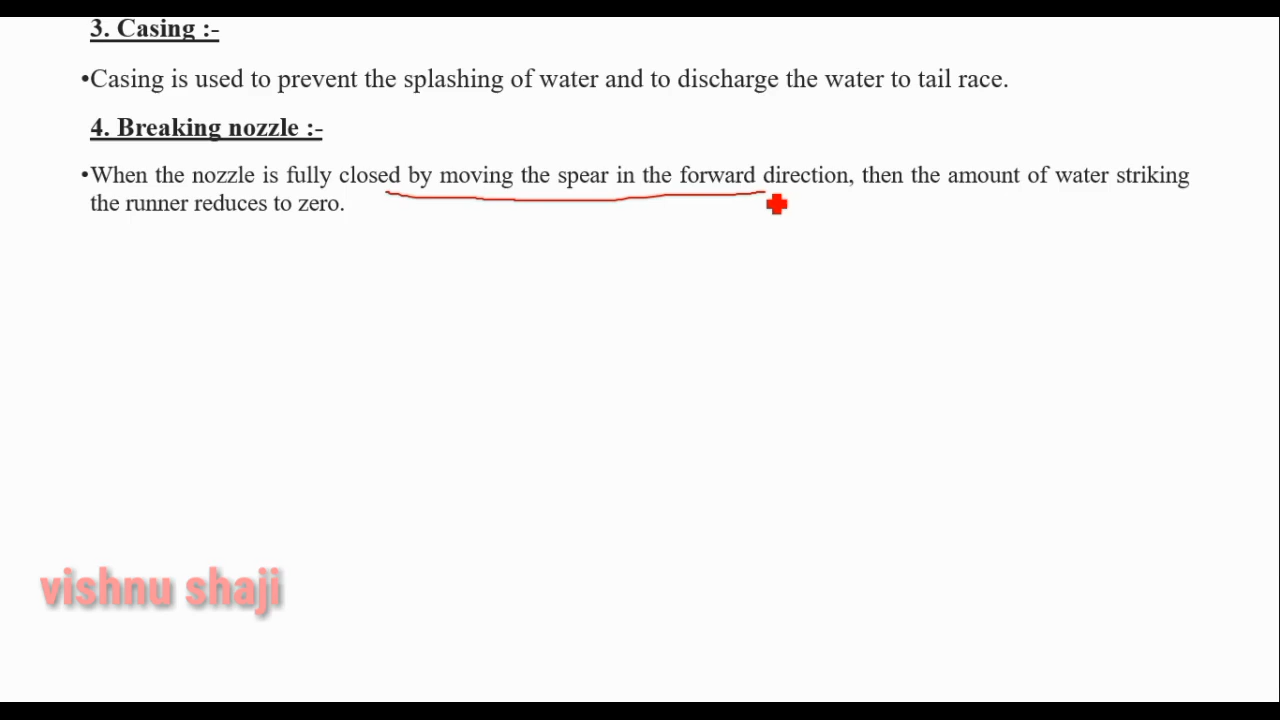 3. Casing :-
•Casing is used to prevent the splashing of water and to discharge the water to tail race.
4. Breaking nozzle :-
•When the nozzle is fully closed by moving the spear in the forward direction, then the amount of water striking
the runner reduces to zero.
vishnu shaji